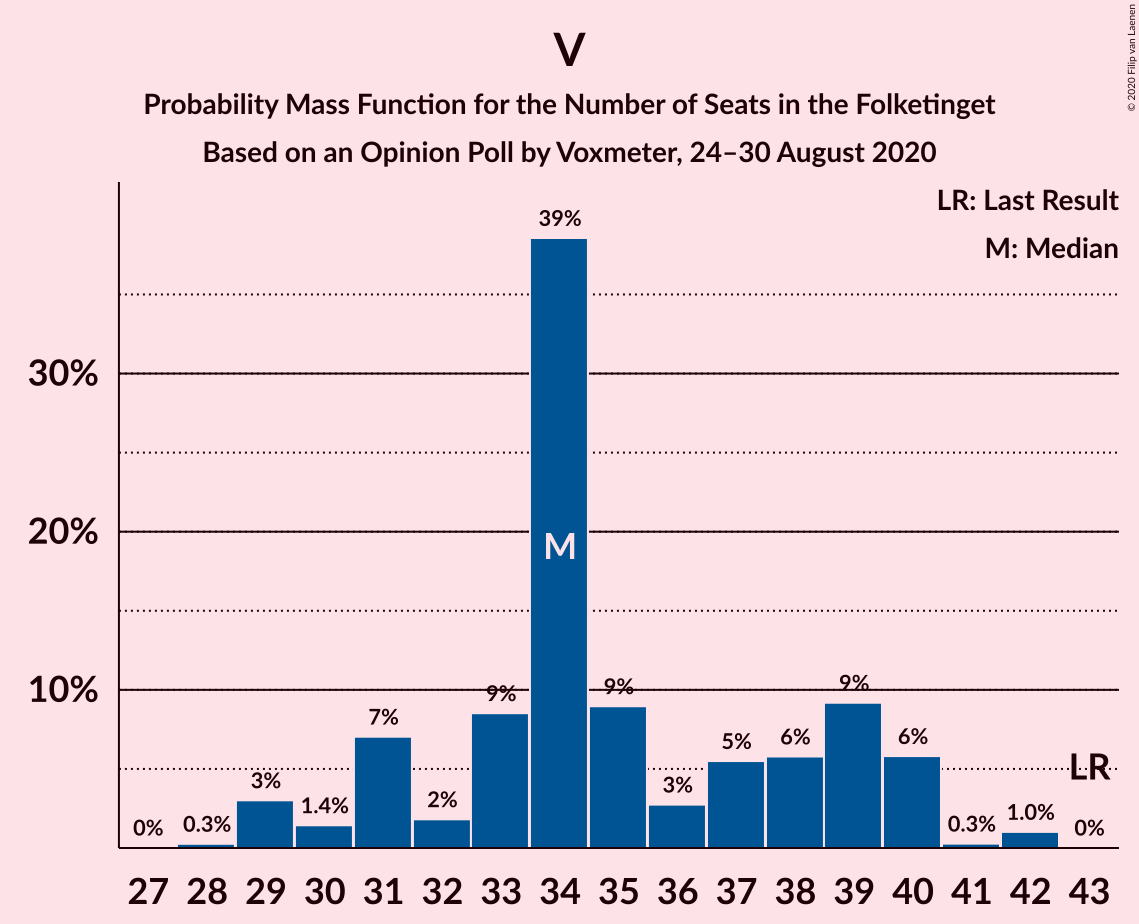 V
Probability Mass Function for the Number of Seats in the Folketinget
Based on an Opinion Poll by Voxmeter, 24–30 August 2020
© 2020 Filip van Laenen
LR: Last Result
M: Median
30%
20%
10%
0%
0.3%
3%
1.4%
7%
2%
9%
39%
9%
3%
5%
6%
9%
6%
0.3%
1.0%
0%
M
LR
27 28 29 30 31 32 33 34 35 36 37 38 39 40 41 42 43